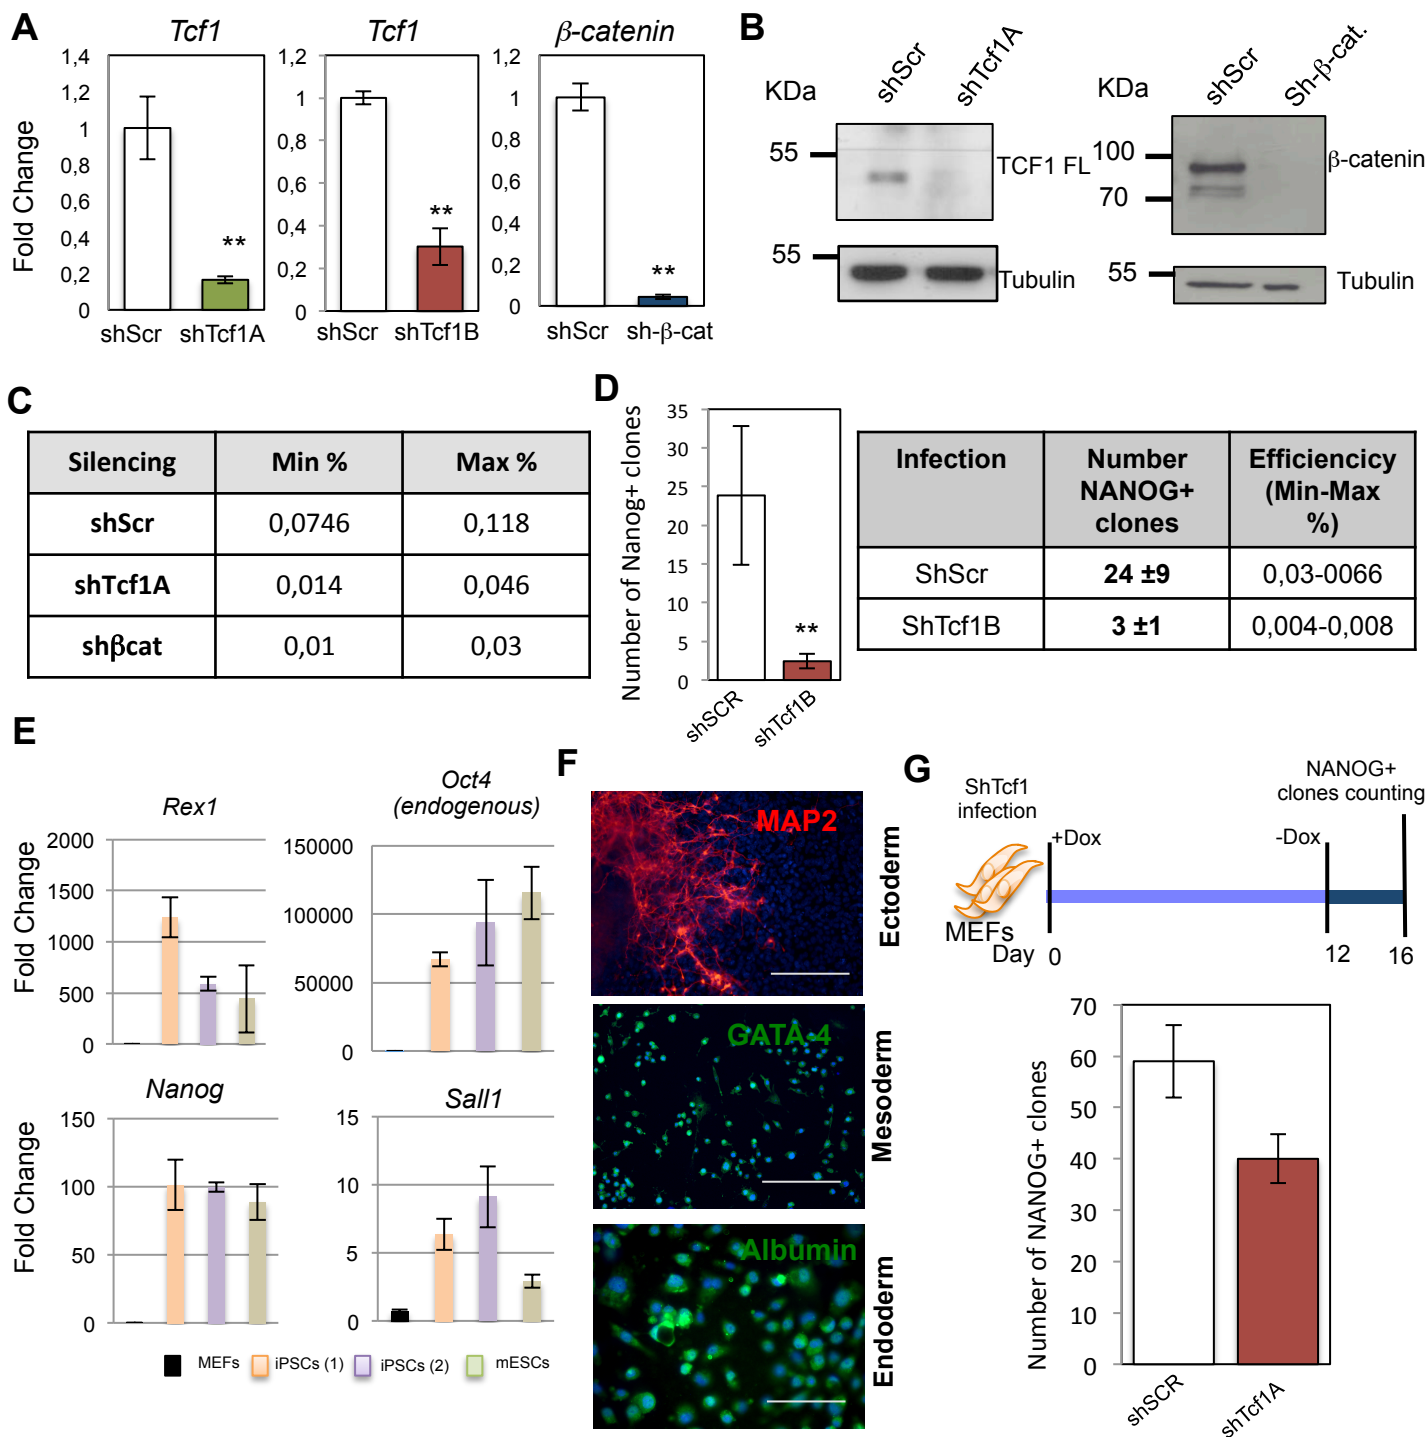 A
Tcf1
Tcf1
β-catenin
Fold Change
1,4
1,2
1
0,8
0,6
0,4
0,2
0
**
shScr
shTcf1A
1,2
1
0,8
0,6
0,4
0,2
0
**
shScr
shTcf1B
1,2
1
0,8
0,6
0,4
0,2
0
**
shScr
sh-β-cat
B
KDa
shScr
shTcf1A
55
TCF1 FL
55
Tubulin
KDa
shScr
Sh-β-cat.
100
70
β-catenin
55
Tubulin
C
Silencing Min % Max %
shScr 0,0746 0,118
shTcf1A 0,014 0,046
shβcat 0,01 0,03
D
Number of Nanog+ clones
35
30
25
20
15
10
5
0
**
shSCR
shTcf1B
Infection Number Efficiencicy
NANOG+ (Min-Max
clones %)
ShScr 24 ±9 0,03-0066
ShTcf1B 3 ±1 0,004-0,008
E
Rex1
Fold Change
2000
1500
1000
500
0
Oct4
(endogenous)
150000
100000
50000
0
Nanog
Fold Change
150
100
50
0
Sall1
15
10
5
0
MEFs iPSCs (1) iPSCs (2) mESCs
F
MAP2
Ectoderm
GATA-4
Mesoderm
Albumin
Endoderm
G
ShTcf1
infection
NANOG+
clones counting
+Dox
-Dox
MEFs
Day 0 12 16
Number of NANOG+ clones
70
60
50
40
30
20
10
0
shSCR
shTcf1A